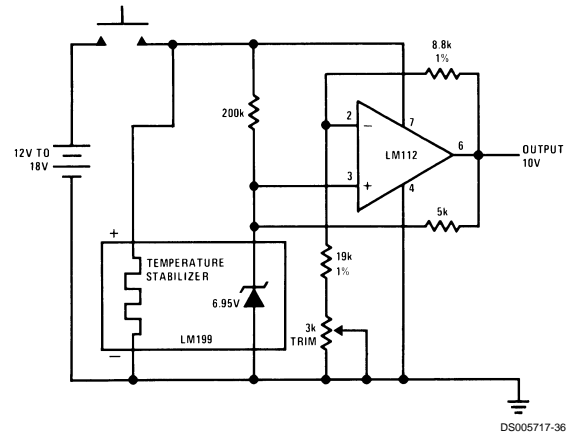 8.8k
1%
200k
2
7
12V TO
18V
LM112
6
OUTPUT
10V
3
4
5k
+
TEMPERATURE
STABILIZER
19k
1%
6.95V
3k
TRIM
LM199
DS005717-36